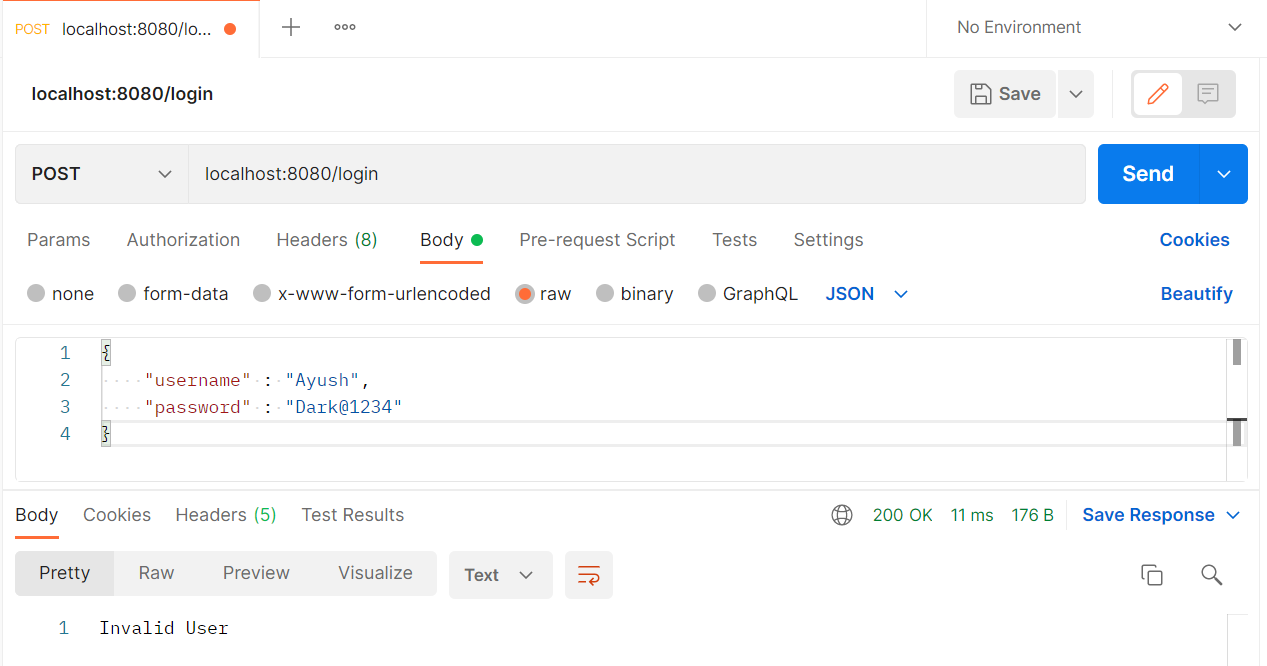 POST localhost:8080/lo... No Environment
localhost:8080/login Save
POST localhost:8080/login Send
Params Authorization Headers (8) Body Pre-request Script Tests Settings Cookies
none form-data x-www-form-urlencoded raw binary GraphQL JSON Beautify
1 {
2 "username" : "Ayush",
3 "password" : "Dark@1234"
4 }
Body Cookies Headers (5) Test Results 200 OK 11 ms 176 B Save Response
Pretty Raw Preview Visualize Text
1 Invalid User